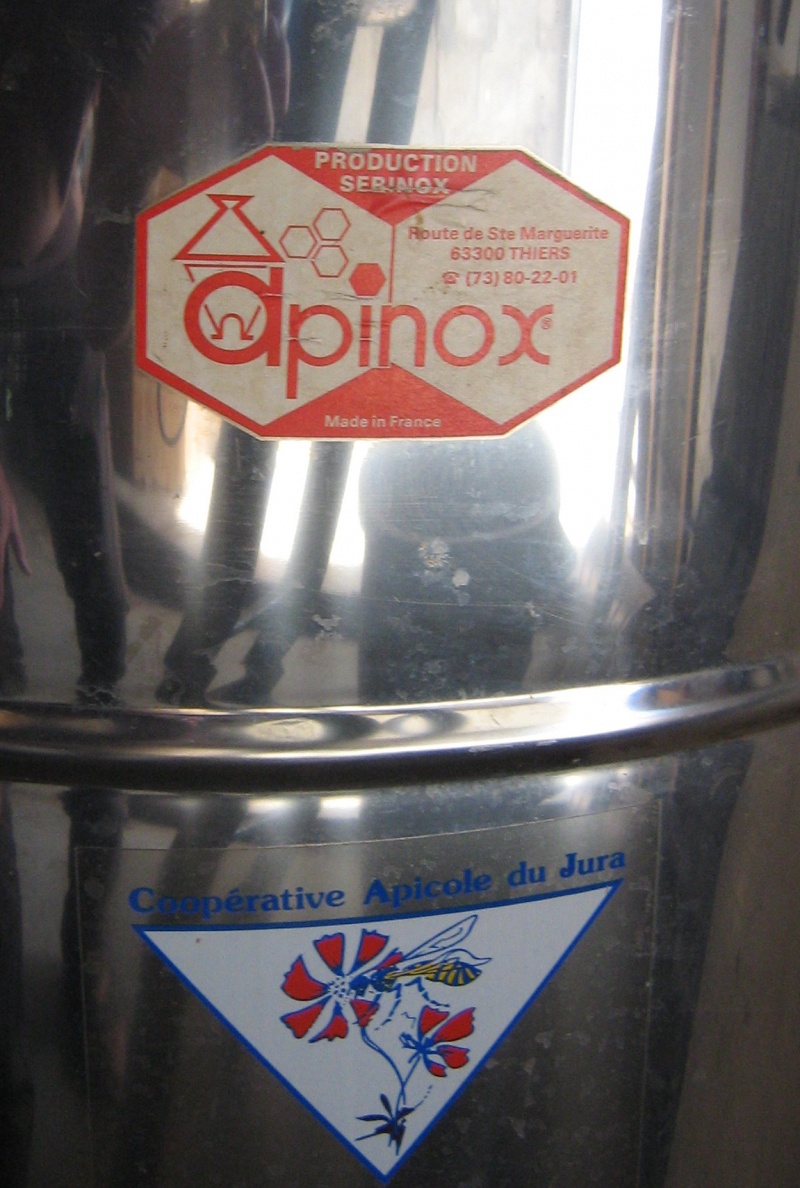 PRODUCTION
SERINOX
Route de Ste Marguerite
63300 THIERS
☎ (73) 80-22-01
apinox®
Made in France
Coopérative Apicole du Jura